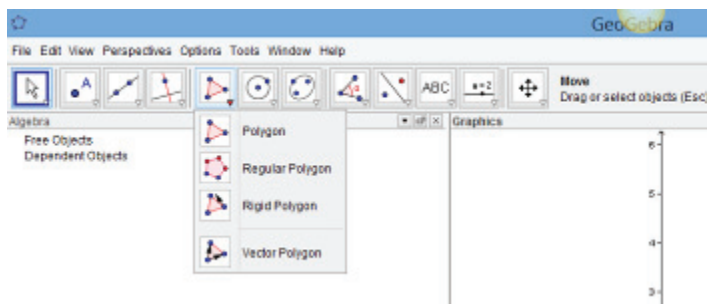 GeoGebra
File Edit View Perspectives Options Tools Window Help
A
ABC
a=2
Move
Drag or select objects (Esc)
Algebra
Graphics
Free Objects
Dependent Objects
Polygon
Regular Polygon
Rigid Polygon
Vector Polygon
6
5
4
3